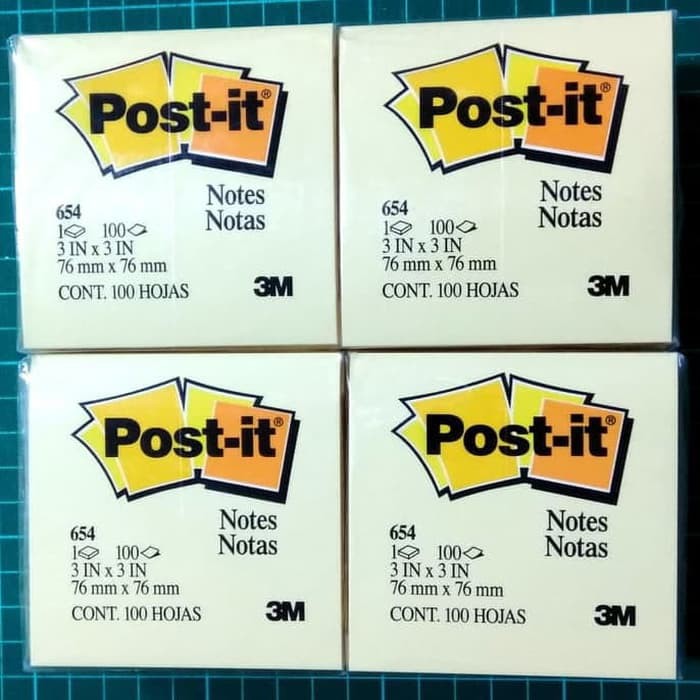 Post-it®
Notes
Notas
654
1 100
3 IN x 3 IN
76 mm x 76 mm
CONT. 100 HOJAS
3M
Post-it®
Notes
Notas
654
1 100
3 IN x 3 IN
76 mm x 76 mm
CONT. 100 HOJAS
3M
Post-it®
Notes
Notas
654
1 100
3 IN x 3 IN
76 mm x 76 mm
CONT. 100 HOJAS
3M
Post-it®
Notes
Notas
654
1 100
3 IN x 3 IN
76 mm x 76 mm
CONT. 100 HOJAS
3M